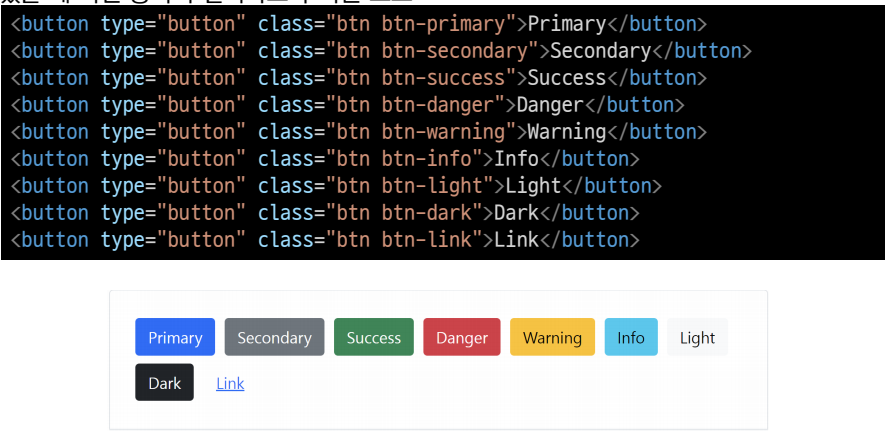 <button type="button" class="btn btn-primary">Primary</button>
<button type="button" class="btn btn-secondary">Secondary</button>
<button type="button" class="btn btn-success">Success</button>
<button type="button" class="btn btn-danger">Danger</button>
<button type="button" class="btn btn-warning">Warning</button>
<button type="button" class="btn btn-info">Info</button>
<button type="button" class="btn btn-light">Light</button>
<button type="button" class="btn btn-dark">Dark</button>
<button type="button" class="btn btn-link">Link</button>
Primary Secondary Success Danger Warning Info Light
Dark Link